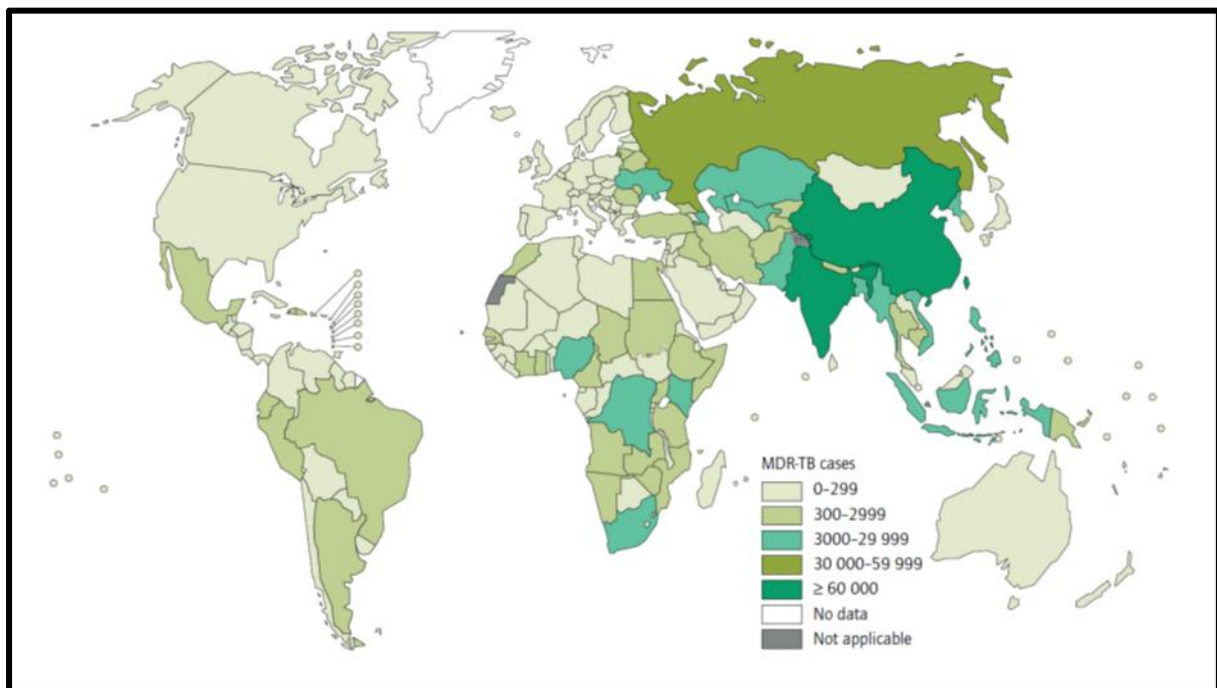 MDR-TB cases
0–299
300–2999
3000–29 999
30 000–59 999
≥ 60 000
No data
Not applicable